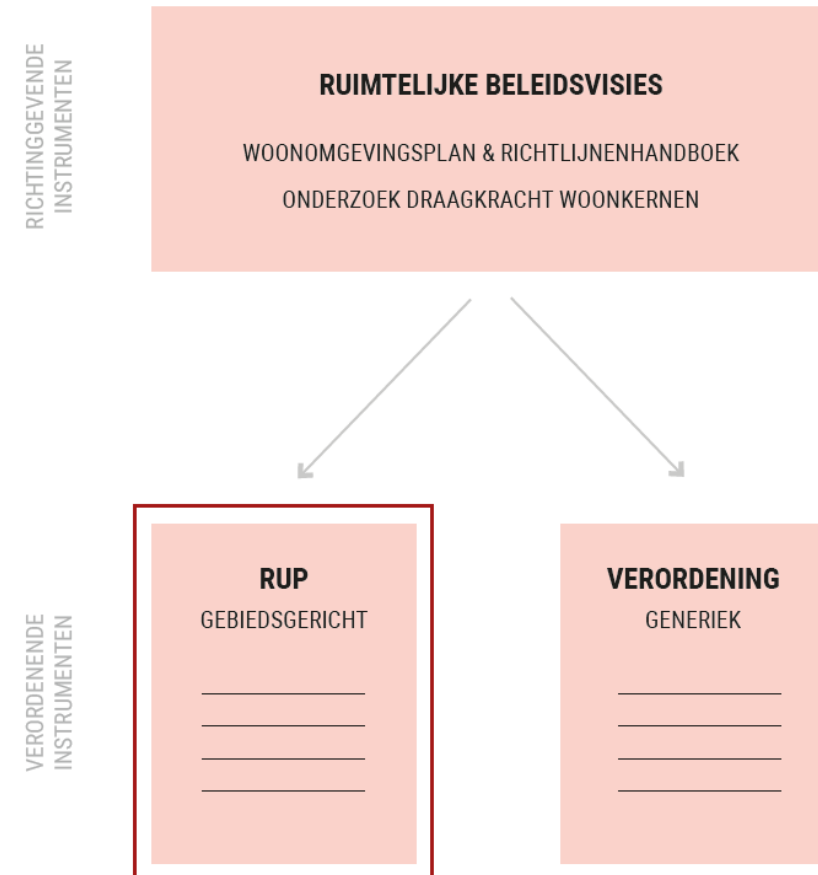 RICHTINGGEVENDE
INSTRUMENTEN
RUIMTELIJKE BELEIDSVISIES
WOONOMGEVINGSPLAN & RICHTLIJNENHANDBOEK
ONDERZOEK DRAAGKRACHT WOONKERNEN
VERORDENENDE
INSTRUMENTEN
RUP
GEBIEDSGERICHT
VERORDENING
GENERIEK